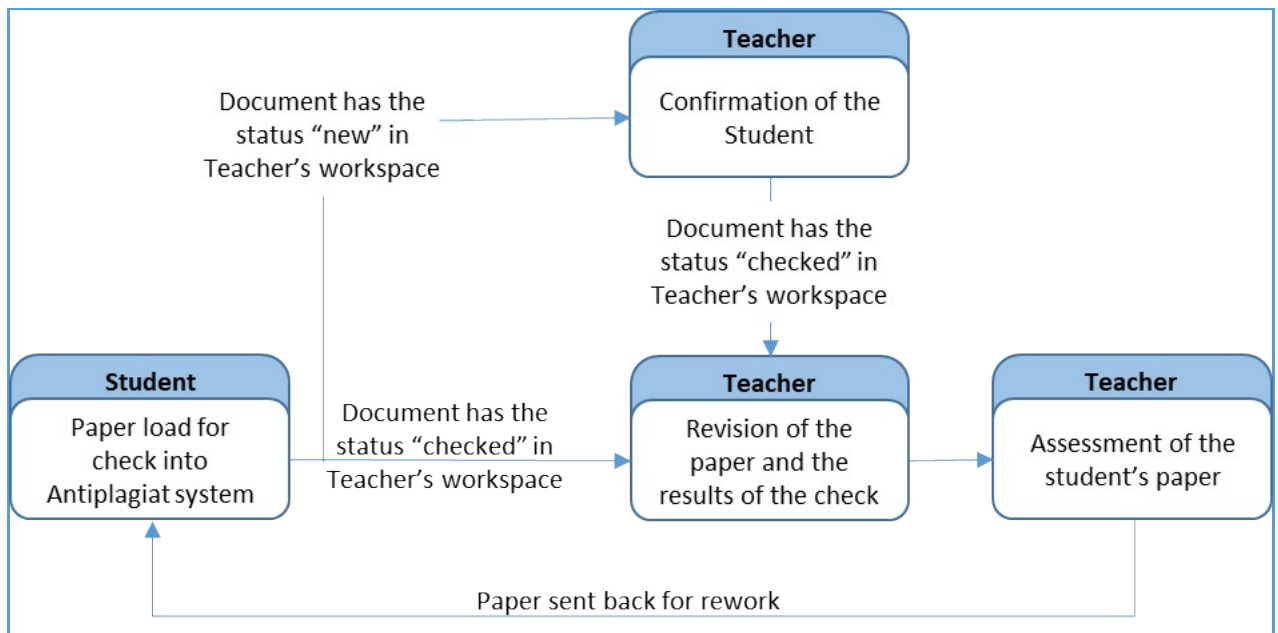 Teacher
Confirmation of the
Student
Document has the
status “new” in
Teacher’s workspace
Document has the
status “checked” in
Teacher’s workspace
Student
Paper load for
check into
Antiplagiat system
Document has the
status “checked” in
Teacher’s workspace
Teacher
Revision of the
paper and the
results of the check
Teacher
Assessment of the
student’s paper
Paper sent back for rework